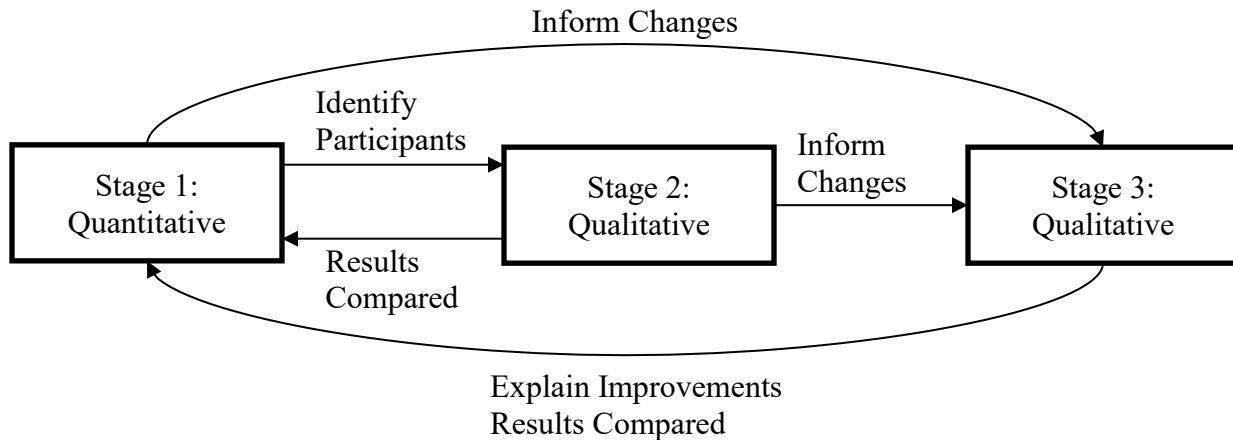 Inform Changes
Identify
Participants
Inform
Changes
Stage 1:
Quantitative
Stage 2:
Qualitative
Stage 3:
Qualitative
Results
Compared
Explain Improvements
Results Compared